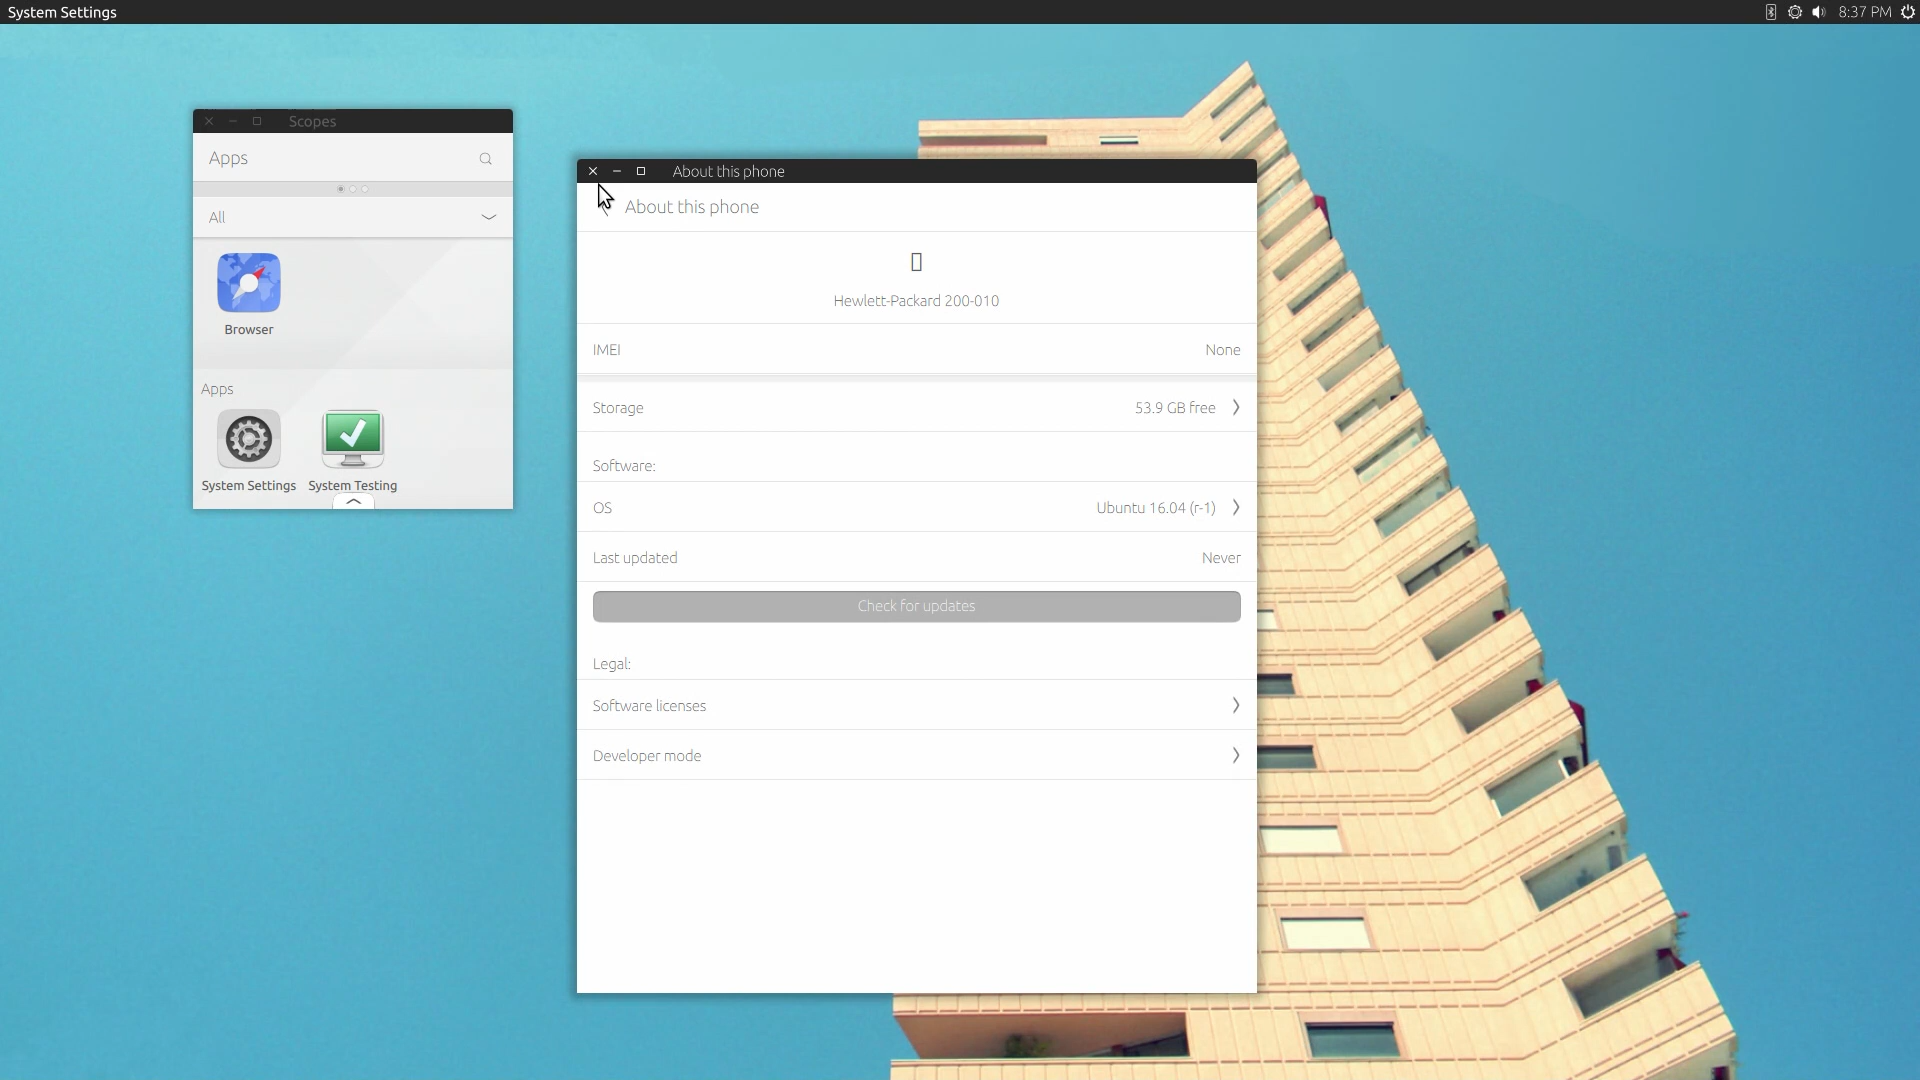 System Settings
8:37 PM
Scopes
Apps
All
Browser
Apps
System Settings
System Testing
About this phone
About this phone
Hewlett-Packard 200-010
IMEI None
Storage 53.9 GB free
Software:
OS Ubuntu 16.04 (r-1)
Last updated Never
Check for updates
Legal:
Software licenses
Developer mode